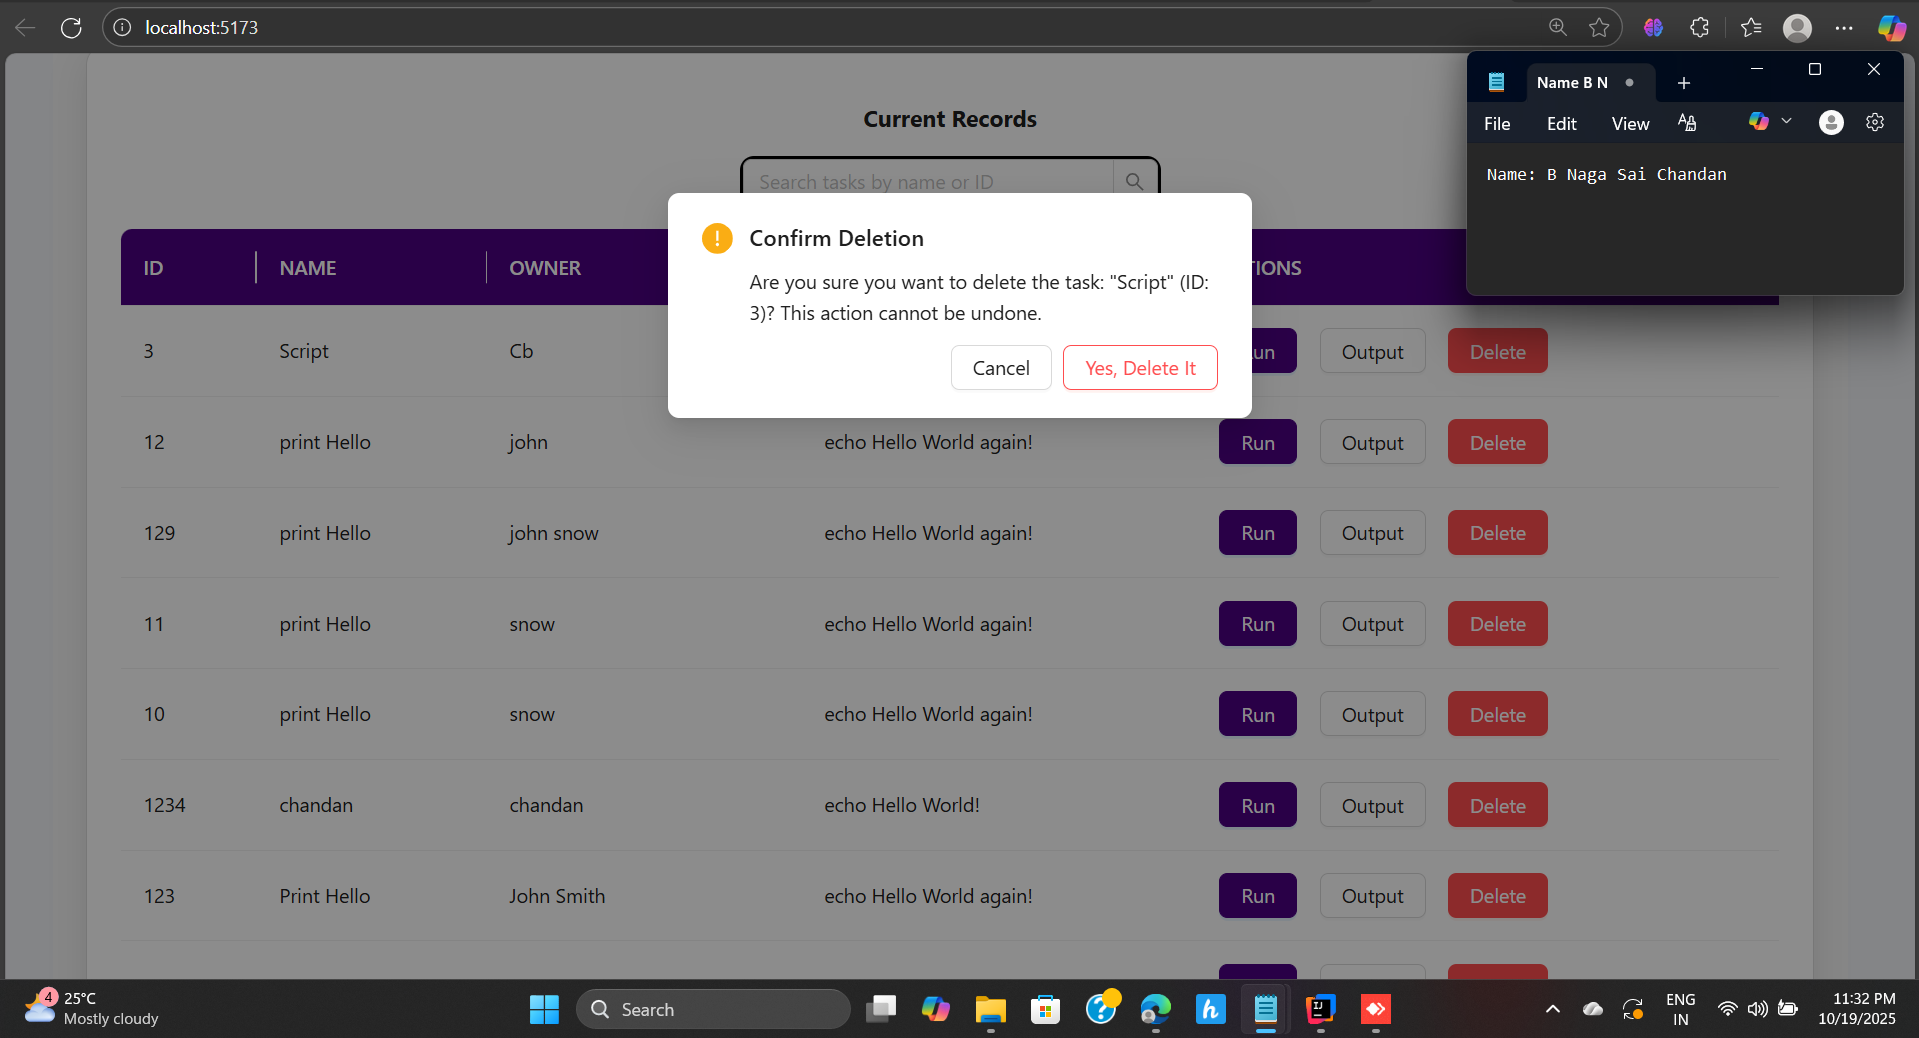 localhost:5173
Name B N
File Edit View
Name: B Naga Sai Chandan
Current Records
Search tasks by name or ID
ID NAME OWNER TIONS
Confirm Deletion
Are you sure you want to delete the task: "Script" (ID:
3)? This action cannot be undone.
Cancel Yes, Delete It
3 Script Cb un Output Delete
12 print Hello john echo Hello World again! Run Output Delete
129 print Hello john snow echo Hello World again! Run Output Delete
11 print Hello snow echo Hello World again! Run Output Delete
10 print Hello snow echo Hello World again! Run Output Delete
1234 chandan chandan echo Hello World! Run Output Delete
123 Print Hello John Smith echo Hello World again! Run Output Delete
4
25°C
Mostly cloudy
Search
h
IJ
ENG
IN
11:32 PM
10/19/2025